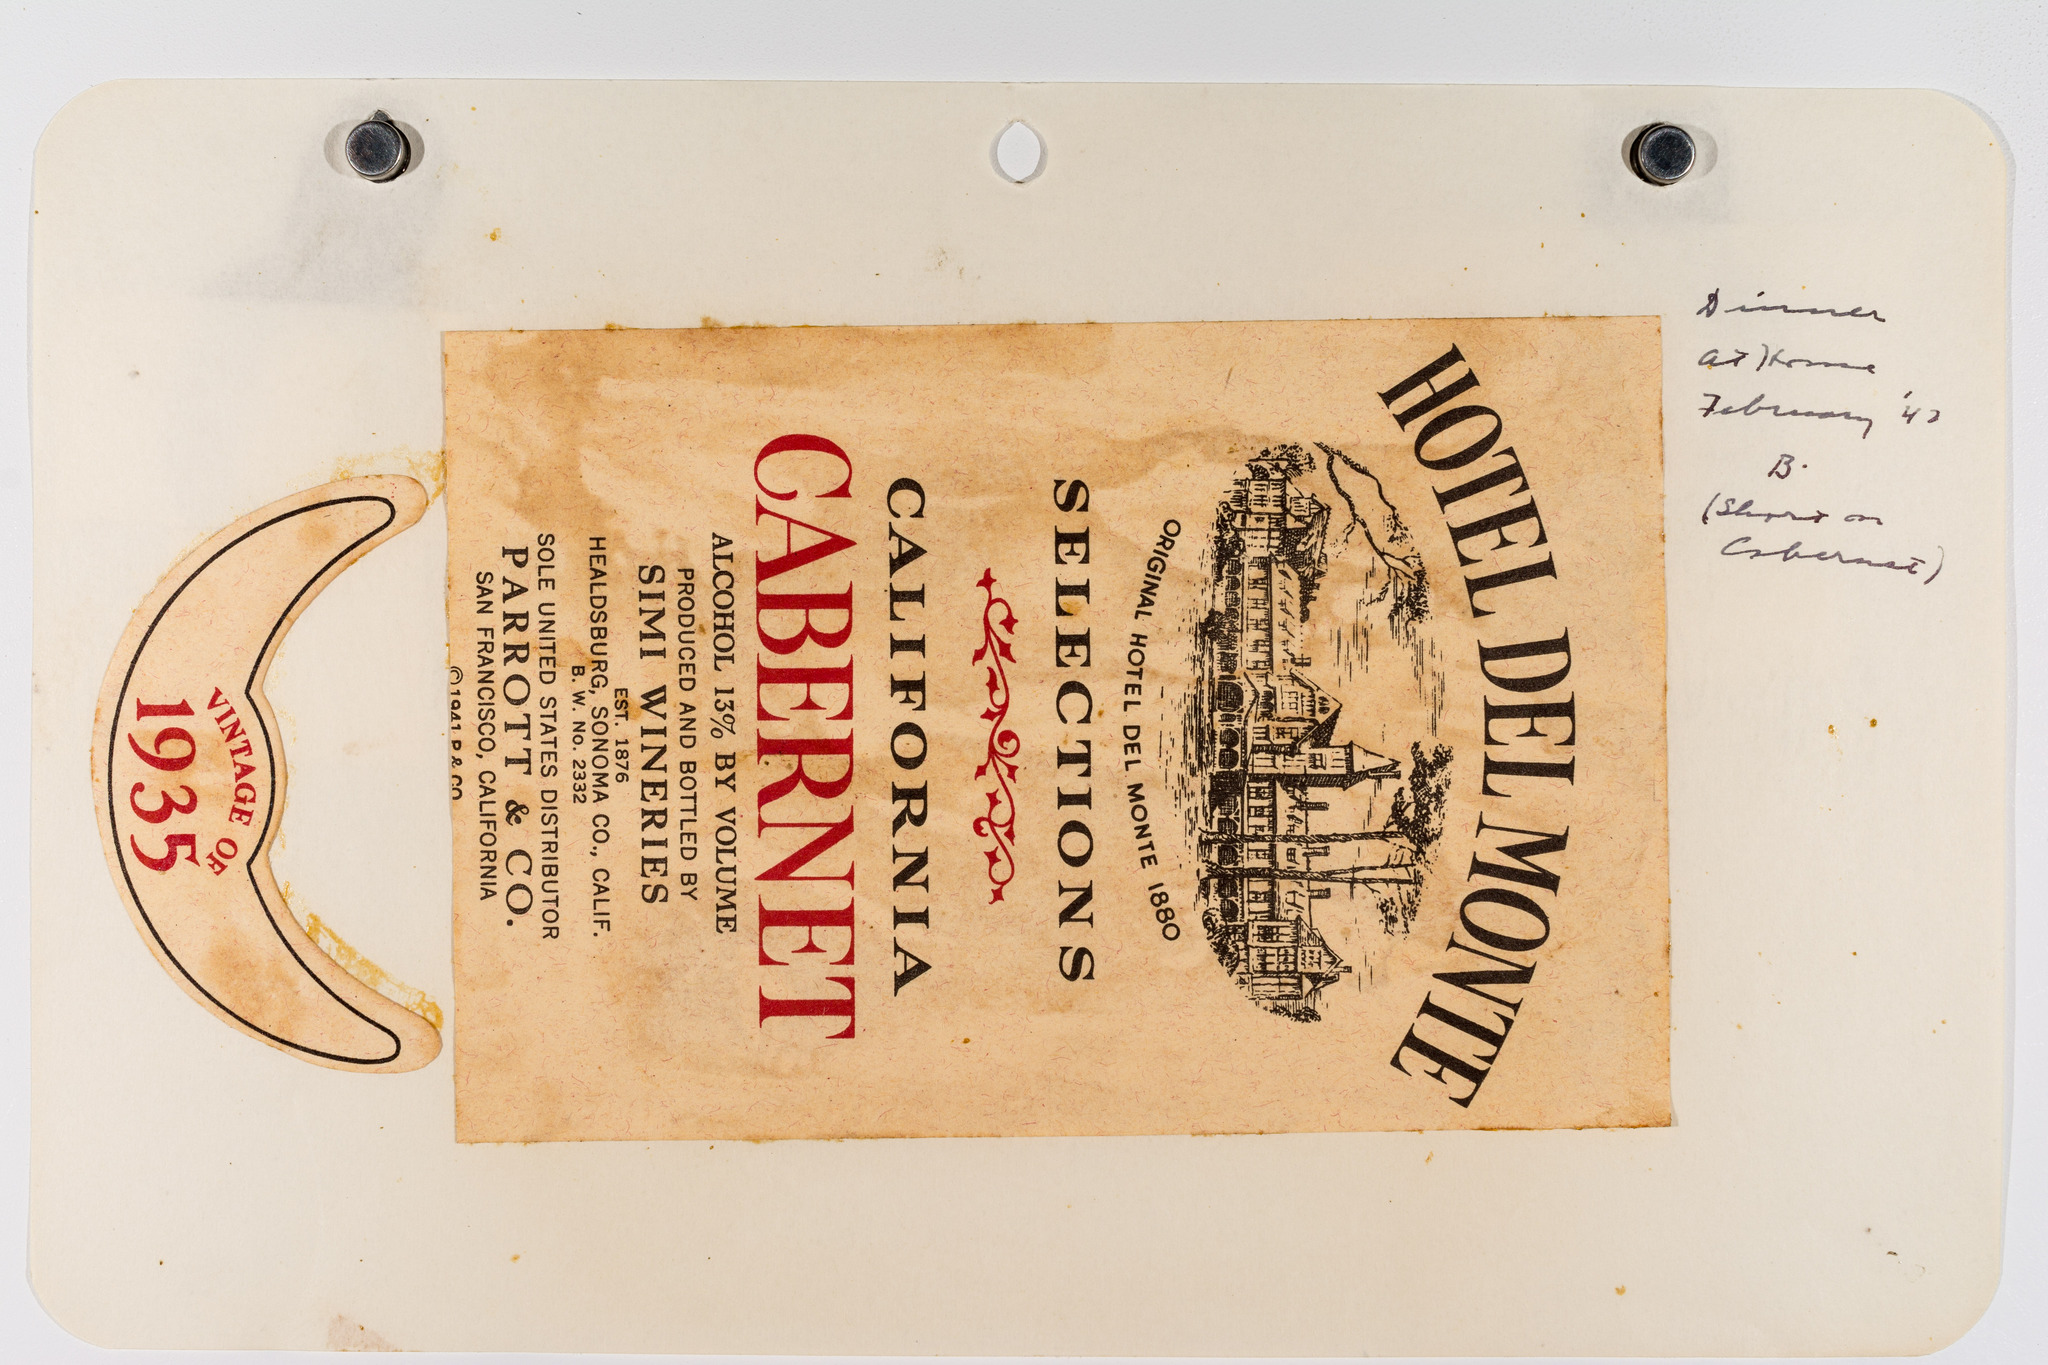 Dinner
at home
February '43
B.
(Short on
Cabernet)
HOTEL DEL MONTE
ORIGINAL HOTEL DEL MONTE 1880
SELECTIONS
CALIFORNIA
CABERNET
ALCOHOL 13% BY VOLUME
PRODUCED AND BOTTLED BY
SIMI WINERIES
EST. 1876
HEALDSBURG, SONOMA CO., CALIF.
B. W. No. 2332
SOLE UNITED STATES DISTRIBUTOR
PARROTT & CO.
SAN FRANCISCO, CALIFORNIA
© 1941 P & CO
VINTAGE OF
1935